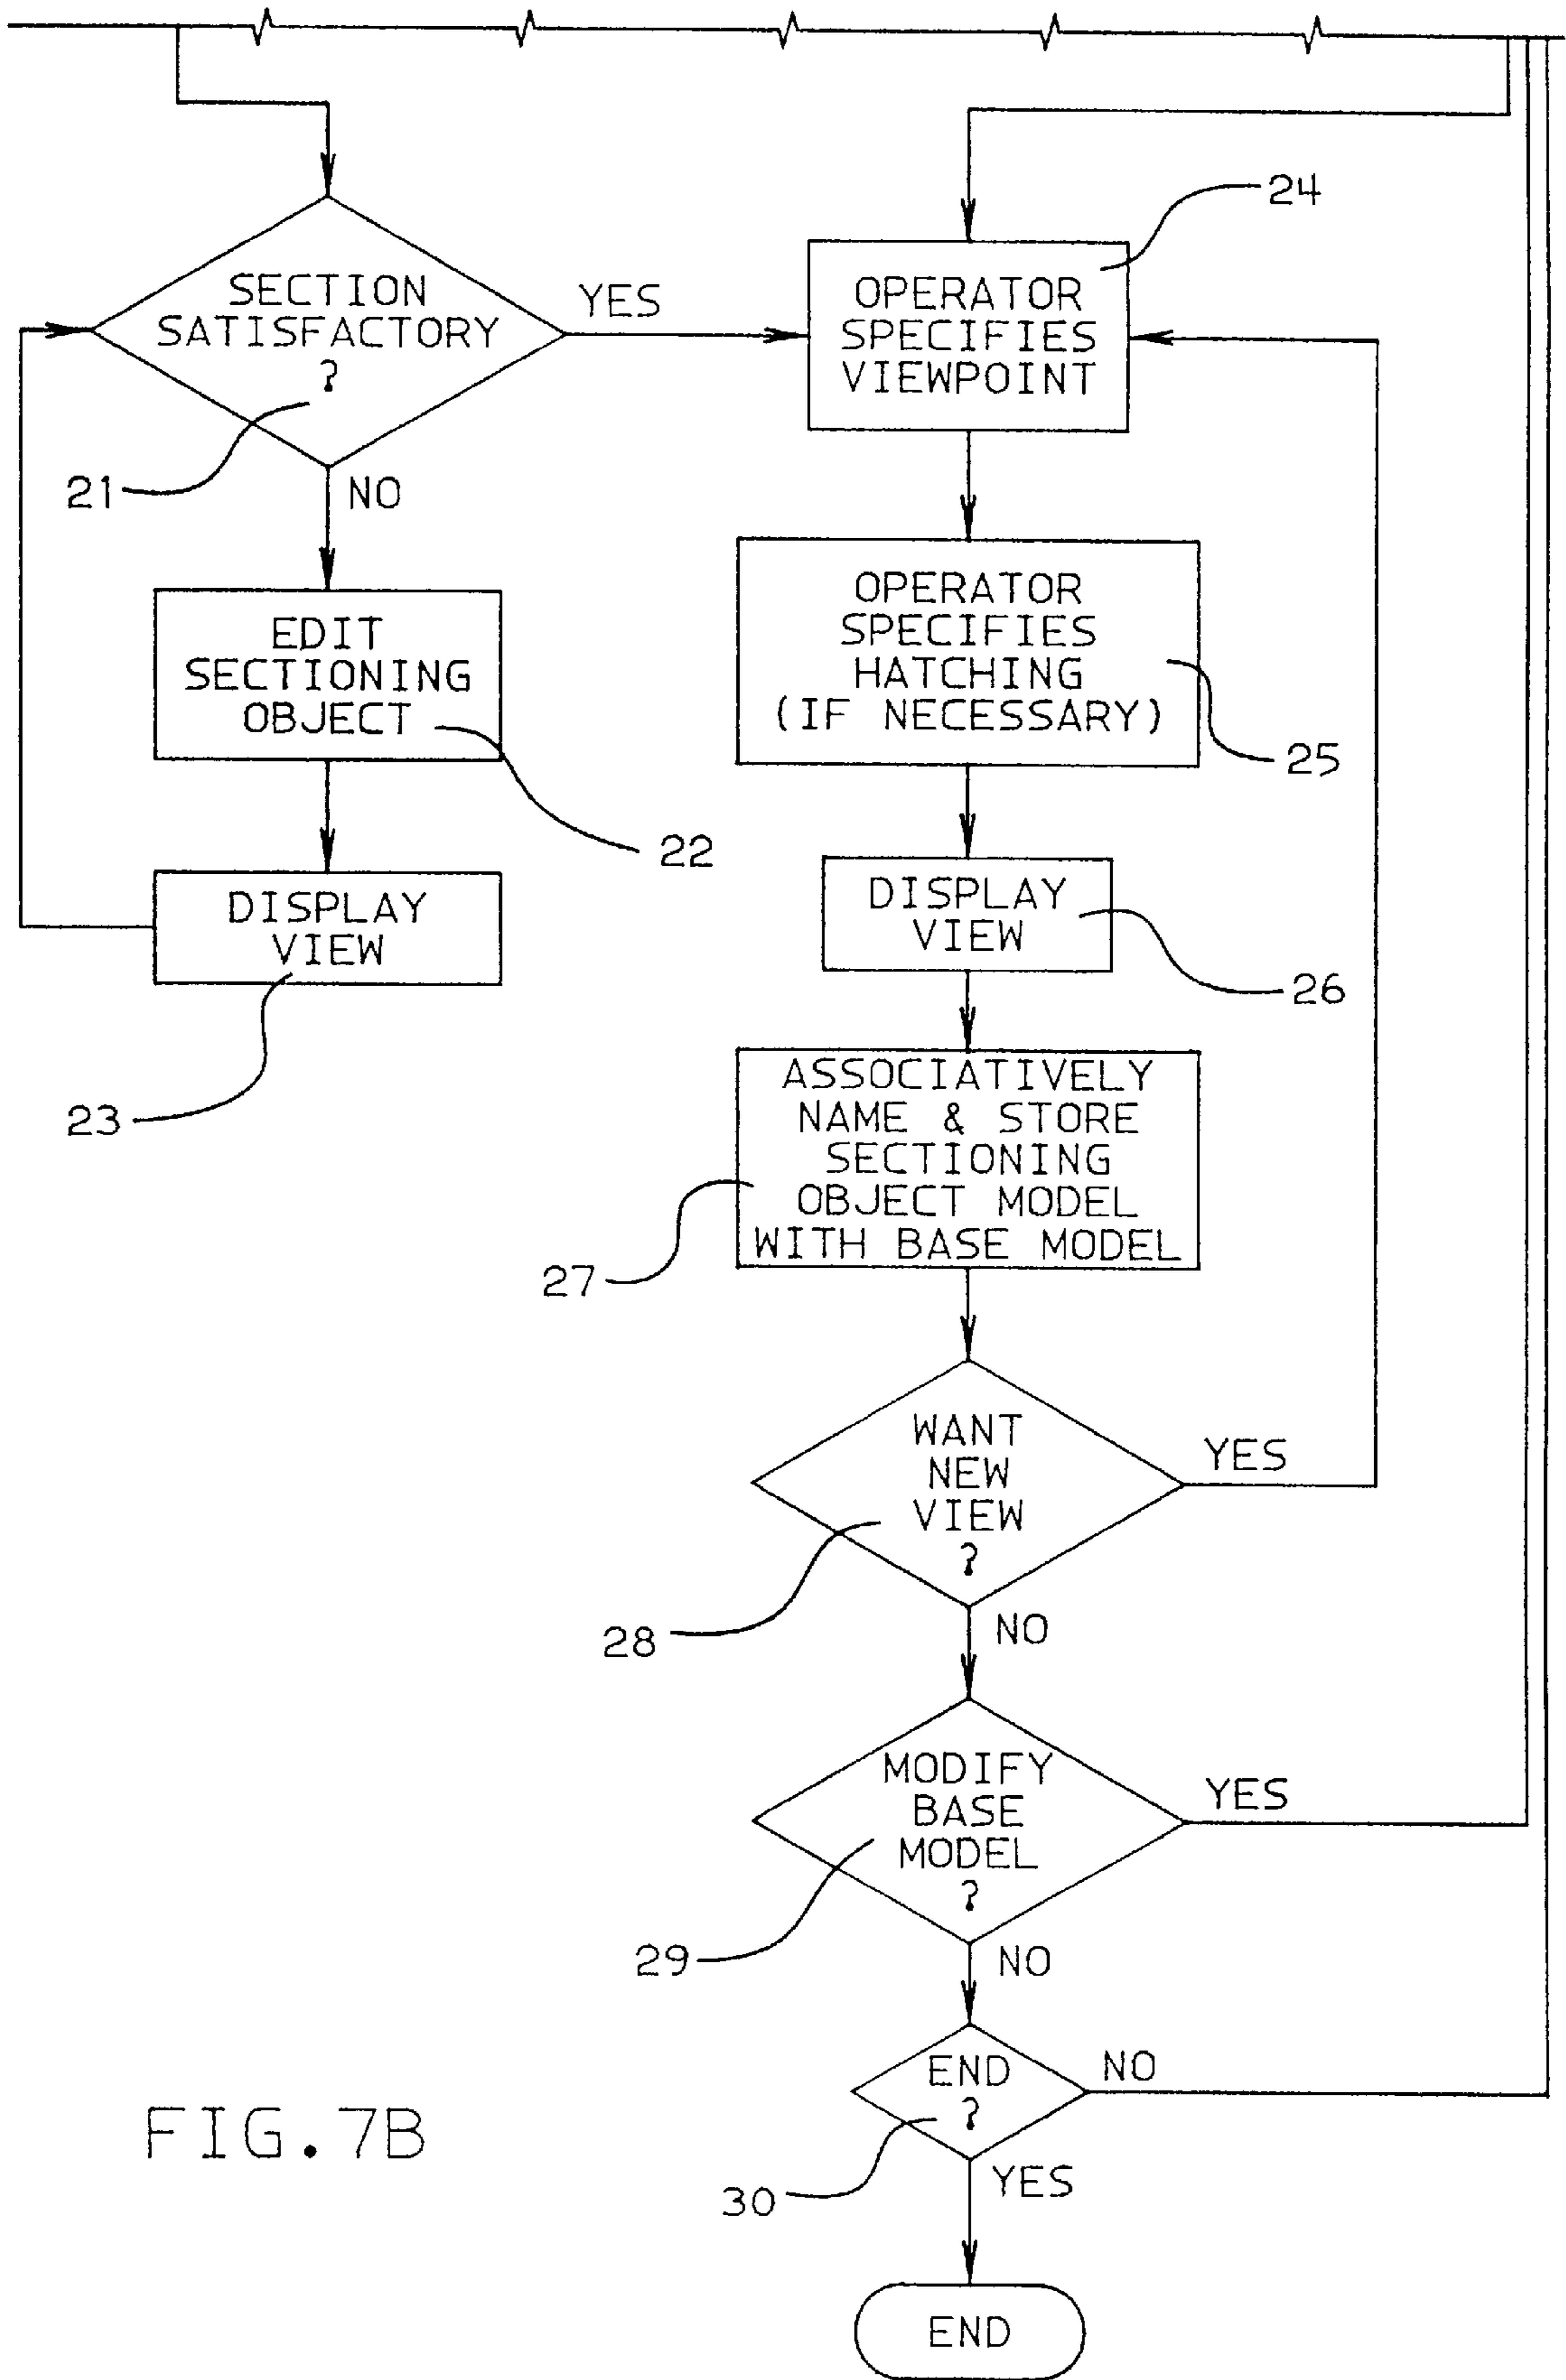 SECTION
SATISFACTORY
?
21
YES
NO
EDIT
SECTIONING
OBJECT
22
DISPLAY
VIEW
23
24
OPERATOR
SPECIFIES
VIEWPOINT
OPERATOR
SPECIFIES
HATCHING
(IF NECESSARY)
25
DISPLAY
VIEW
26
ASSOCIATIVELY
NAME & STORE
SECTIONING
OBJECT MODEL
WITH BASE MODEL
27
WANT
NEW
VIEW
?
YES
28
NO
MODIFY
BASE
MODEL
?
YES
29
NO
END
?
NO
30
YES
END
FIG.7B